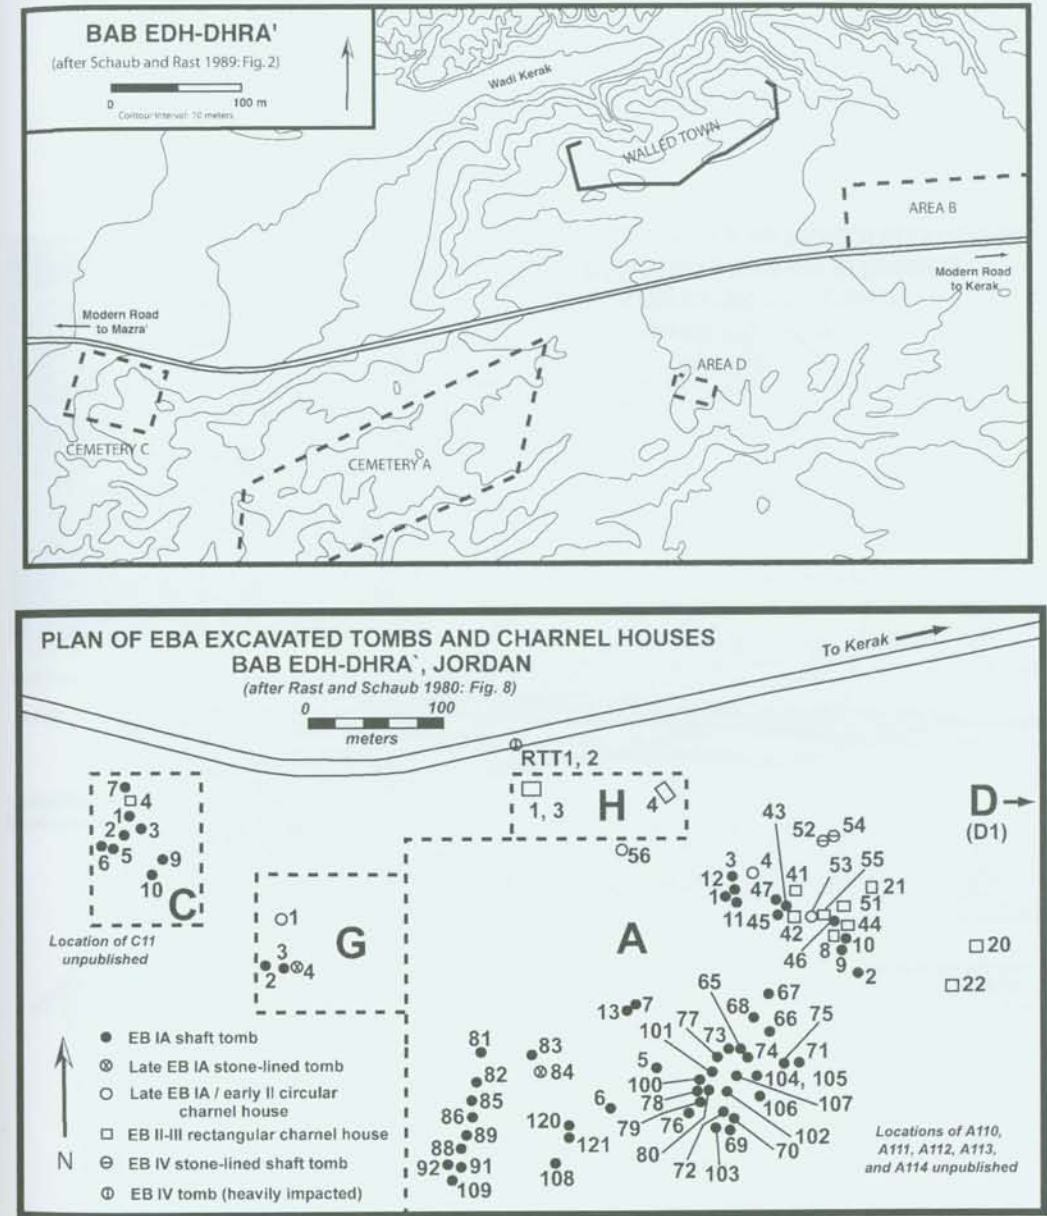 BAB EDH-DHRA'
(after Schaub and Rast 1989: Fig. 2)
0 100 m
Contour Interval: 10 meters
Wadi Kerak
WALLED TOWN
AREA B
Modern Road
to Kerak
Modern Road
to Mazra'
AREA D
CEMETERY C
CEMETERY A
PLAN OF EBA EXCAVATED TOMBS AND CHARNEL HOUSES
BAB EDH-DHRA`, JORDAN
(after Rast and Schaub 1980: Fig. 8)
0 100
meters
To Kerak
RTT1, 2
7
4
1
2 3
6 5 9
10
C
Location of C11
unpublished
1
G
3
2 4
1, 3 H 4
56
D
(D1)
A
43
52 54
3 4 41 53 55
12 47 21
1 51
11 45 42 44
8 10
46 9 20
2
22
65 67
68
13 7 77 66 75
101 73
81 83 5 74 71
84 100 104, 105
82 78 107
85 6 106
86 120 79 76 102
89 121 80 69 70
88 72 103
92 91 108
109
EB IA shaft tomb
Late EB IA stone-lined tomb
Late EB IA / early II circular
charnel house
EB II-III rectangular charnel house
EB IV stone-lined shaft tomb
EB IV tomb (heavily impacted)
N
Locations of A110,
A111, A112, A113,
and A114 unpublished